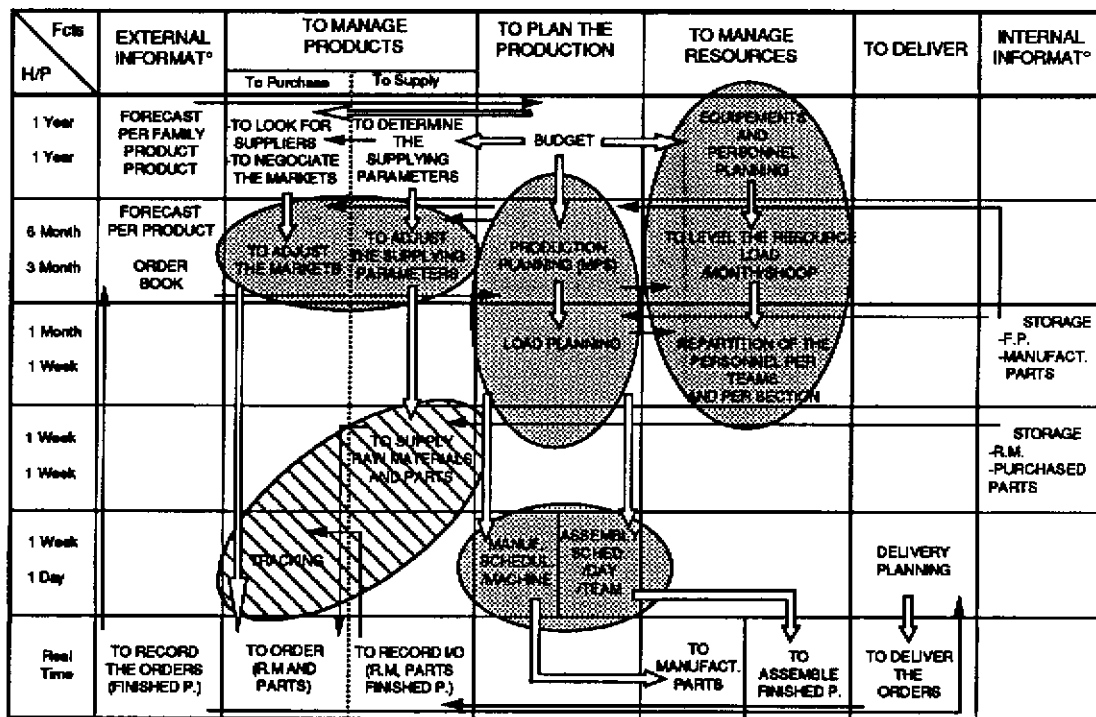 Fcts
H/P
EXTERNAL
INFORMAT°
TO MANAGE
PRODUCTS
To Purchase
To Supply
TO PLAN THE
PRODUCTION
TO MANAGE
RESOURCES
TO DELIVER
INTERNAL
INFORMAT°
1 Year
1 Year
FORECAST
PER FAMILY
PRODUCT
PRODUCT
-TO LOOK FOR
SUPPLIERS
-TO NEGOCIATE
THE MARKETS
TO DETERMINE
THE
SUPPLYING
PARAMETERS
BUDGET
EQUIPEMENTS
AND
PERSONNEL
PLANNING
6 Month
3 Month
FORECAST
PER PRODUCT
ORDER
BOOK
TO ADJUST
THE MARKETS
TO ADJUST
THE SUPPLYING
PARAMETERS
PRODUCTION
PLANNING (MPS)
TO LEVEL THE RESOURCE
LOAD
/MONTH/SHOOP
1 Month
1 Week
LOAD PLANNING
REPARTITION OF THE
PERSONNEL PER
TEAMS
AND PER SECTION
STORAGE
-F.P.
-MANUFACT.
PARTS
1 Week
1 Week
TO SUPPLY
RAW MATERIALS
AND PARTS
STORAGE
-R.M.
-PURCHASED
PARTS
1 Week
1 Day
TRACKING
MANUF.
SCHEDUL
/MACHINE
ASSEMBLY
SCHED
/DAY
/TEAM
DELIVERY
PLANNING
Real
Time
TO RECORD
THE ORDERS
(FINISHED P.)
TO ORDER
(R.M AND
PARTS)
TO RECORD I/O
(R.M, PARTS
FINISHED P.)
TO
MANUFACT.
PARTS
TO
ASSEMBLE
FINISHED P.
TO DELIVER
THE
ORDERS